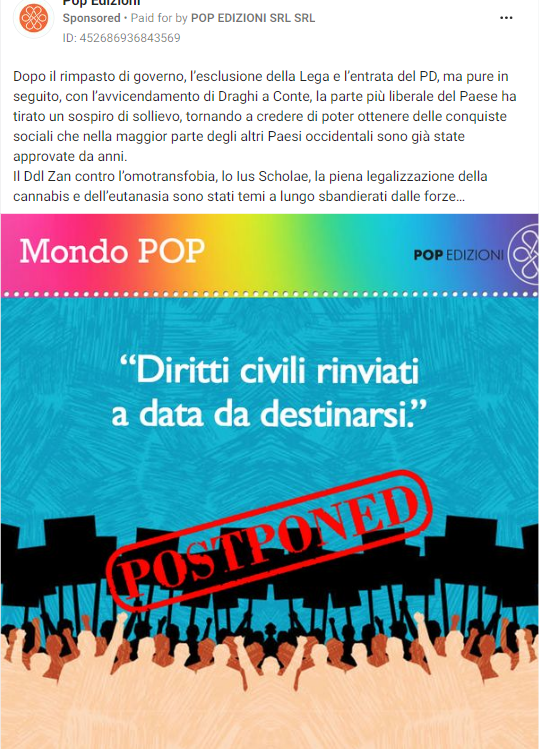 Pop Edizioni
Sponsored • Paid for by POP EDIZIONI SRL SRL
ID: 452686936843569
Dopo il rimpasto di governo, l'esclusione della Lega e l'entrata del PD, ma pure in
seguito, con l'avvicendamento di Draghi a Conte, la parte più liberale del Paese ha
tirato un sospiro di sollievo, tornando a credere di poter ottenere delle conquiste
sociali che nella maggior parte degli altri Paesi occidentali sono già state
approvate da anni.
Il Ddl Zan contro l'omotransfobia, lo Ius Scholae, la piena legalizzazione della
cannabis e dell'eutanasia sono stati temi a lungo sbandierati dalle forze...
Mondo POP
POP EDIZIONI
“Diritti civili rinviati
a data da destinarsi.”
POSTPONED